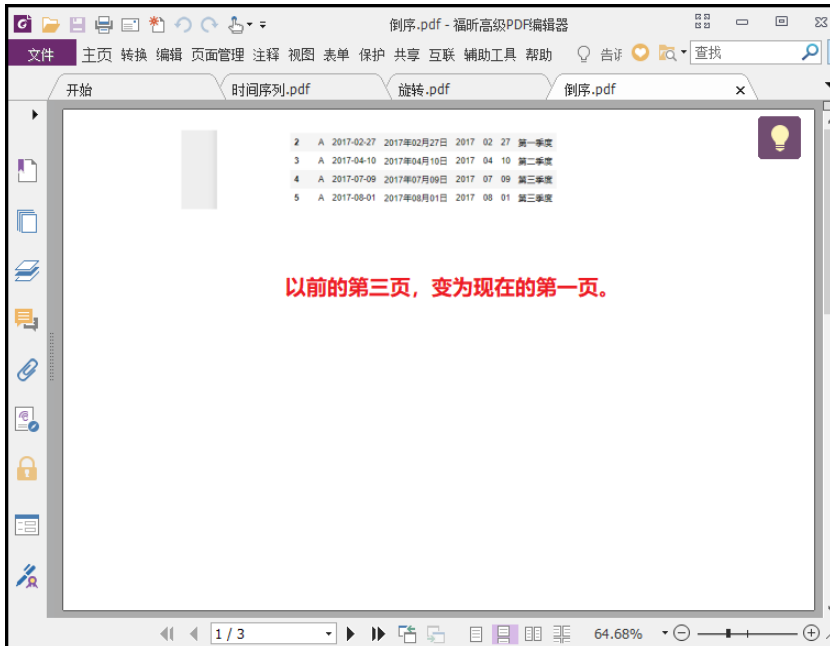 倒序.pdf - 福昕高级PDF编辑器
文件 主页 转换 编辑 页面管理 注释 视图 表单 保护 共享 互联 辅助工具 帮助 告诉 查找
开始 时间序列.pdf 旋转.pdf 倒序.pdf
2 A 2017-02-27 2017年02月27日 2017 02 27 第一季度
3 A 2017-04-10 2017年04月10日 2017 04 10 第二季度
4 A 2017-07-09 2017年07月09日 2017 07 09 第三季度
5 A 2017-08-01 2017年08月01日 2017 08 01 第三季度
以前的第三页，变为现在的第一页。
1 / 3 64.68%